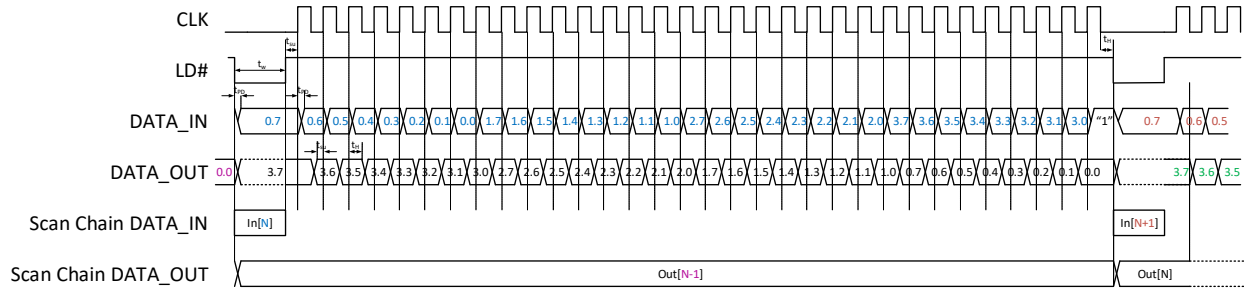 CLK
t_su t_H
LD#
t_w
t_PD t_PD
DATA_IN 0.7 0.6 0.5 0.4 0.3 0.2 0.1 0.0 1.7 1.6 1.5 1.4 1.3 1.2 1.1 1.0 2.7 2.6 2.5 2.4 2.3 2.2 2.1 2.0 3.7 3.6 3.5 3.4 3.3 3.2 3.1 3.0 "1" 0.7 0.6 0.5
t_su t_H
DATA_OUT 0.0 3.7 3.6 3.5 3.4 3.3 3.2 3.1 3.0 2.7 2.6 2.5 2.4 2.3 2.2 2.1 2.0 1.7 1.6 1.5 1.4 1.3 1.2 1.1 1.0 0.7 0.6 0.5 0.4 0.3 0.2 0.1 0.0 3.7 3.6 3.5
Scan Chain DATA_IN In[N] In[N+1]
Scan Chain DATA_OUT Out[N-1] Out[N]